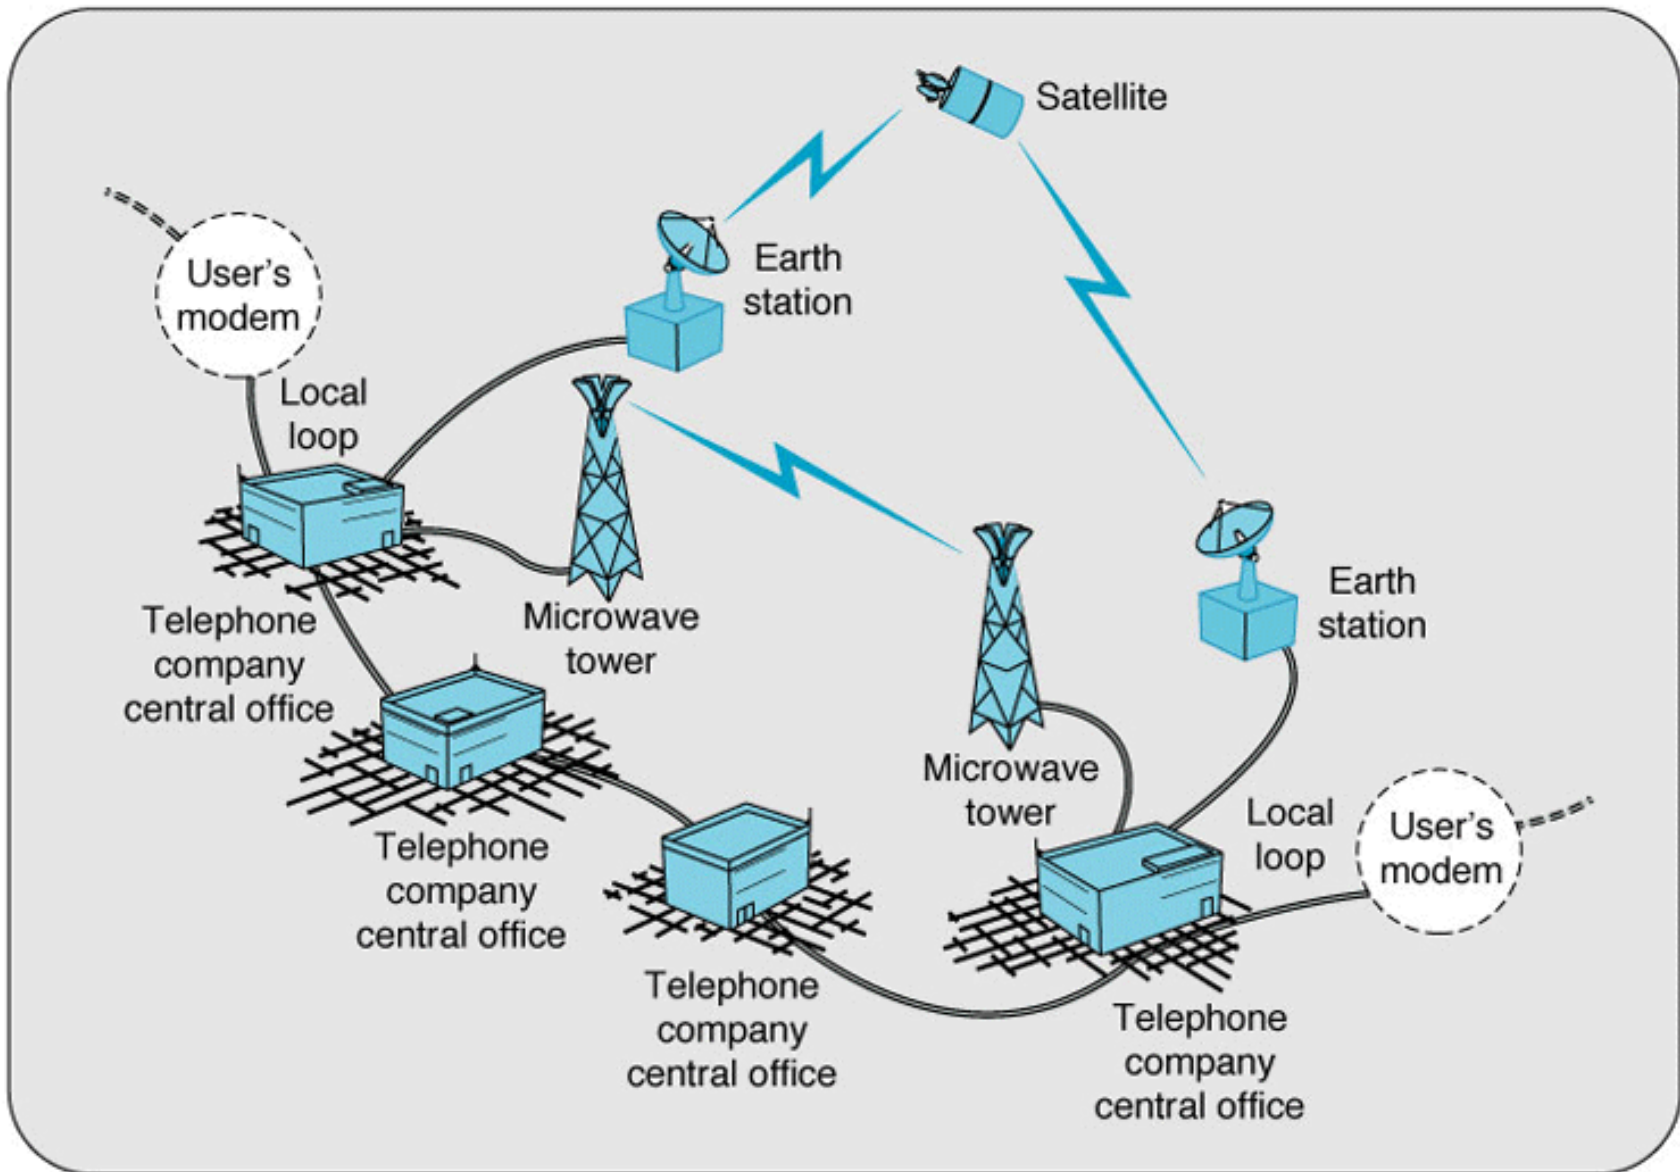 Satellite
Earth
station
User's
modem
Local
loop
Telephone
company
central office
Microwave
tower
Earth
station
Telephone
company
central office
Microwave
tower
Local
loop
User's
modem
Telephone
company
central office
Telephone
company
central office